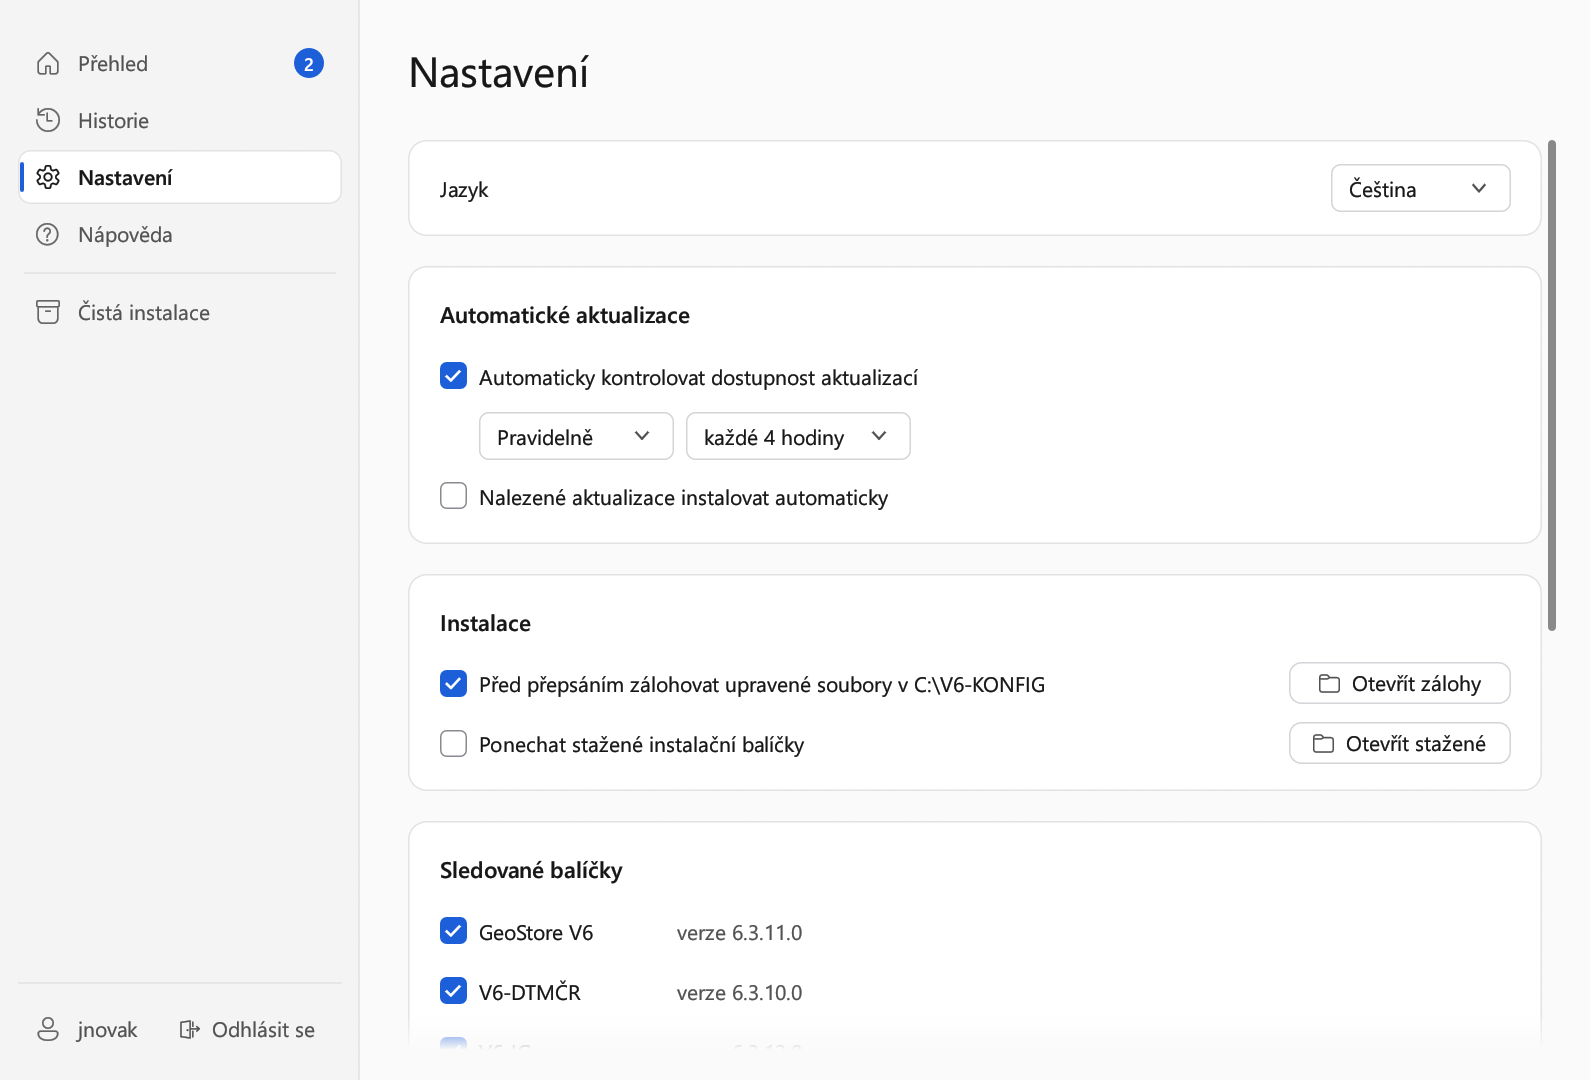 Přehled
2
Historie
Nastavení
Nápověda
Čistá instalace
jnovak
Odhlásit se
Nastavení
Jazyk
Čeština
Automatické aktualizace
Automaticky kontrolovat dostupnost aktualizací
Pravidelně
každé 4 hodiny
Nalezené aktualizace instalovat automaticky
Instalace
Před přepsáním zálohovat upravené soubory v C:\V6-KONFIG
Otevřít zálohy
Ponechat stažené instalační balíčky
Otevřít stažené
Sledované balíčky
GeoStore V6 verze 6.3.11.0
V6-DTMČR verze 6.3.10.0